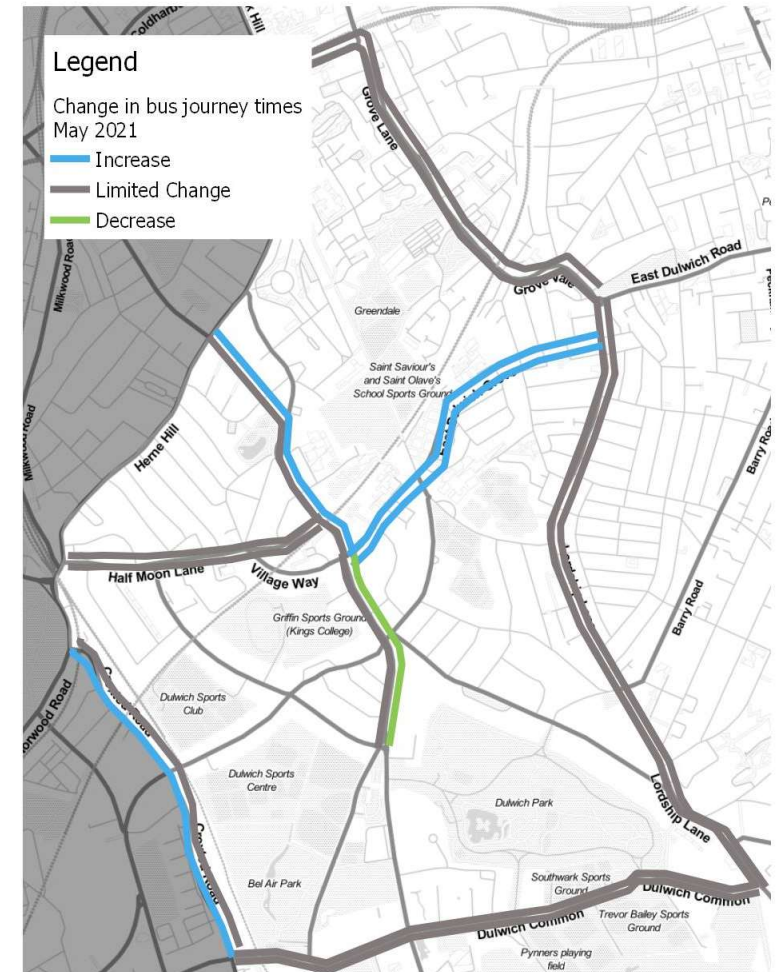 Legend
Change in bus journey times
May 2021
Increase
Limited Change
Decrease
Grove Lane
Milkwood Road
Grove Vale
East Dulwich Road
Greendale
Saint Saviour's
and Saint Olave's
School Sports Ground
Milkwood Road
Herne Hill
Barry Road
Half Moon Lane
Village Way
Griffin Sports Ground
(Kings College)
Barry Road
Dulwich Sports
Club
Dulwich Sports
Centre
Dulwich Park
Lordship Lane
Bel Air Park
Southwark Sports
Ground
Dulwich Common
Dulwich Common
Trevor Bailey Sports
Ground
Pynners playing
field